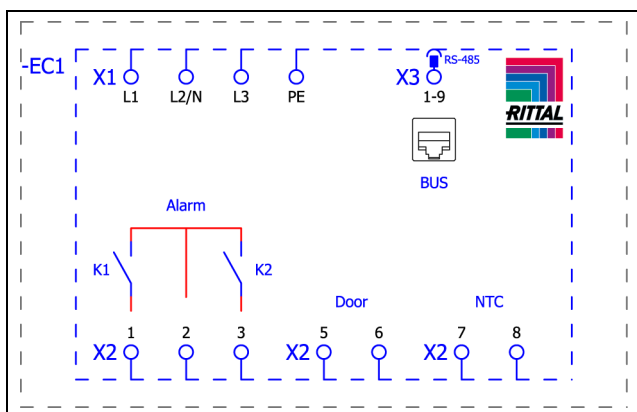 -EC1
X1
L1
L2/N
L3
PE
X3
RS-485
1-9
RITTAL
BUS
Alarm
K1
K2
Door
NTC
X2
1
2
3
X2
5
6
X2
7
8